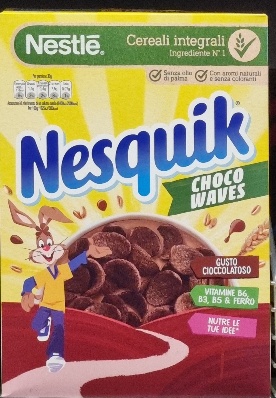 Nestlé®
Cereali integrali
Ingrediente N°1
Senza olio
di palma
Con aromi naturali
e senza coloranti
Nesquik®
CHOCO
WAVES
GUSTO
CIOCCOLATOSO
VITAMINE B6,
B3, B5 & FERRO
NUTRE LE
TUE IDEE*